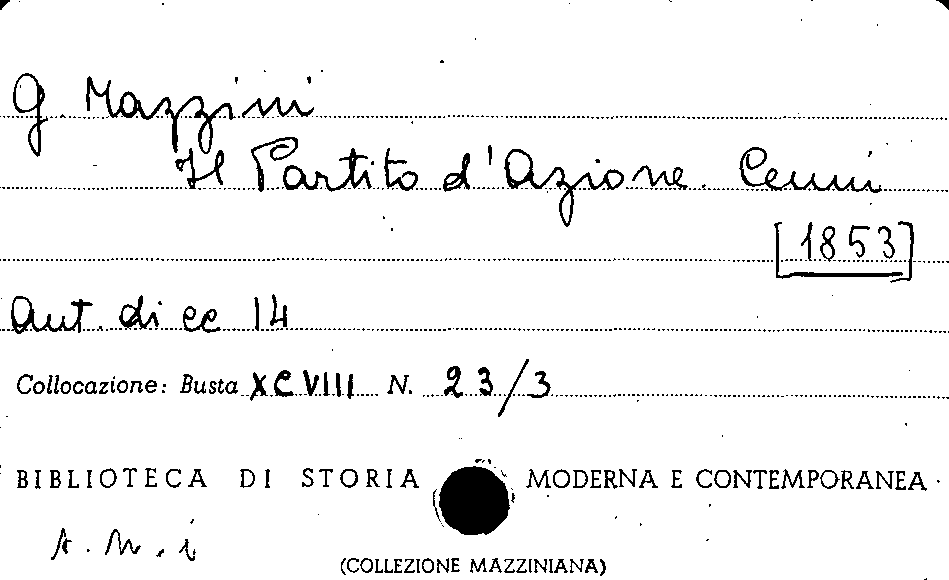 G. Mazzini
Il Partito d'Azione. Cenni
[1853]
Aut. di cc 14
Collocazione: Busta XCVIII N. 23/3
BIBLIOTECA DI STORIA MODERNA E CONTEMPORANEA
A. M. i
(COLLEZIONE MAZZINIANA)